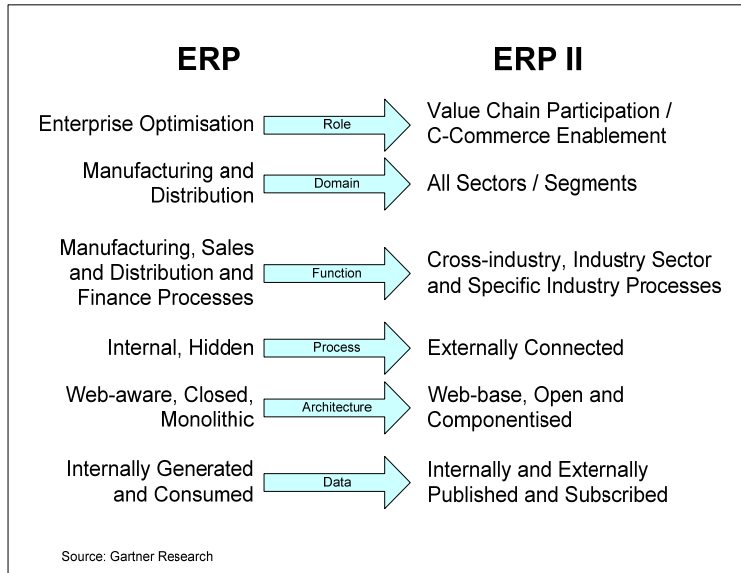 ERP
ERP II
Enterprise Optimisation
Role
Value Chain Participation /
C-Commerce Enablement
Manufacturing and
Distribution
Domain
All Sectors / Segments
Manufacturing, Sales
and Distribution and
Finance Processes
Function
Cross-industry, Industry Sector
and Specific Industry Processes
Internal, Hidden
Process
Externally Connected
Web-aware, Closed,
Monolithic
Architecture
Web-base, Open and
Componentised
Internally Generated
and Consumed
Data
Internally and Externally
Published and Subscribed
Source: Gartner Research